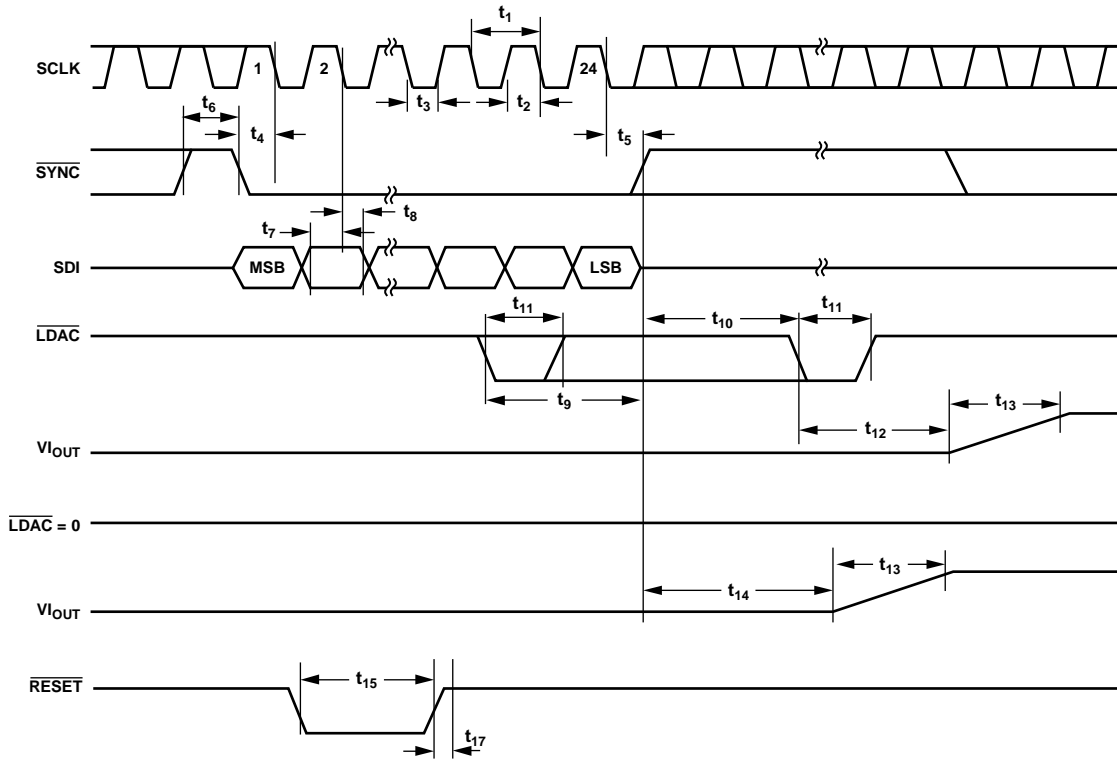 t1
SCLK
1
2
24
t3
t2
t6
t4
t5
SYNC
t8
t7
SDI
MSB
LSB
t11
t10
t11
LDAC
t9
t13
t12
VIOUT
LDAC = 0
t13
t14
VIOUT
RESET
t15
t17